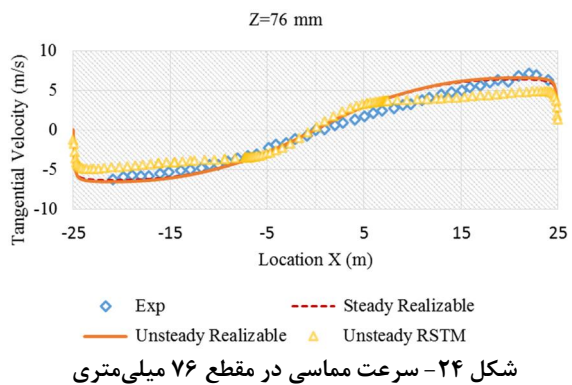 Z=76 mm
Tangential Velocity (m/s)
10
5
0
-5
-10
-25 -15 -5 5 15 25
Location X (m)
Exp Steady Realizable
Unsteady Realizable Unsteady RSTM
شکل ۲۴- سرعت مماسی در مقطع ۷۶ میلی‌متری